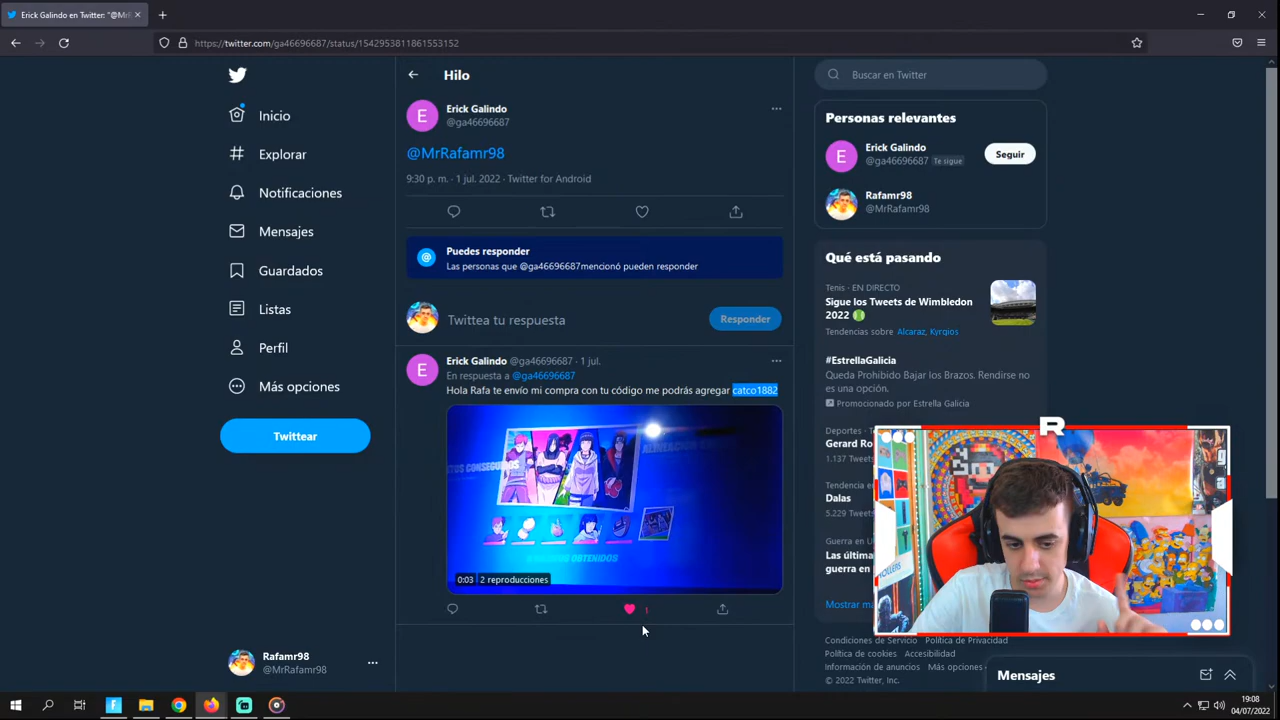 Erick Galindo en Twitter: "@MrR
https://twitter.com/ga46696687/status/1542953811861553152
Inicio
Explorar
Notificaciones
Mensajes
Guardados
Listas
Perfil
Más opciones
Twittear
Rafamr98
@MrRafamr98
Hilo
E
Erick Galindo
@ga46696687
@MrRafamr98
9:30 p. m. · 1 jul. 2022 · Twitter for Android
Puedes responder
Las personas que @ga46696687mencionó pueden responder
Twittea tu respuesta
Responder
E
Erick Galindo @ga46696687 · 1 jul.
En respuesta a @ga46696687
Hola Rafa te envío mi compra con tu código me podrás agregar catco1882
CONSEGUIDOS
OBTENIDOS
0:03 2 reproducciones
1
Buscar en Twitter
Personas relevantes
E
Erick Galindo
@ga46696687 Te sigue
Seguir
Rafamr98
@MrRafamr98
Qué está pasando
Tenis · EN DIRECTO
Sigue los Tweets de Wimbledon
2022
Tendencias sobre Alcaraz, Kyrgios
#EstrellaGalicia
Queda Prohibido Bajar los Brazos. Rendirse no
es una opción.
Promocionado por Estrella Galicia
Deportes ·
Gerard Ro
1.137 Tweets
Tendencia e
Dalas
5.229 Tweets
Guerra en U
Las última
guerra en
Mostrar má
R
Condiciones de Servicio Política de Privacidad
Política de cookies Accesibilidad
Información de anuncios Más opciones
© 2022 Twitter, Inc.
Mensajes
19:08
04/07/2022